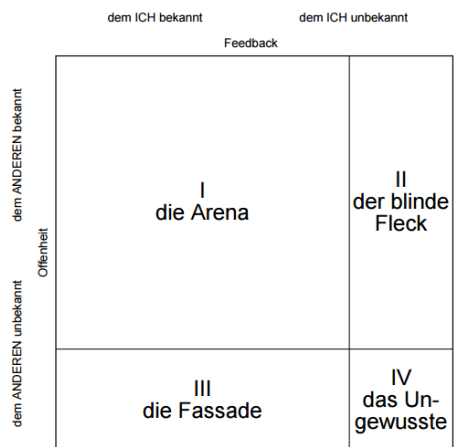 dem ICH bekannt
dem ICH unbekannt
Feedback
dem ANDEREN bekannt
Offenheit
dem ANDEREN unbekannt
I
die Arena
II
der blinde
Fleck
III
die Fassade
IV
das Un-
gewusste